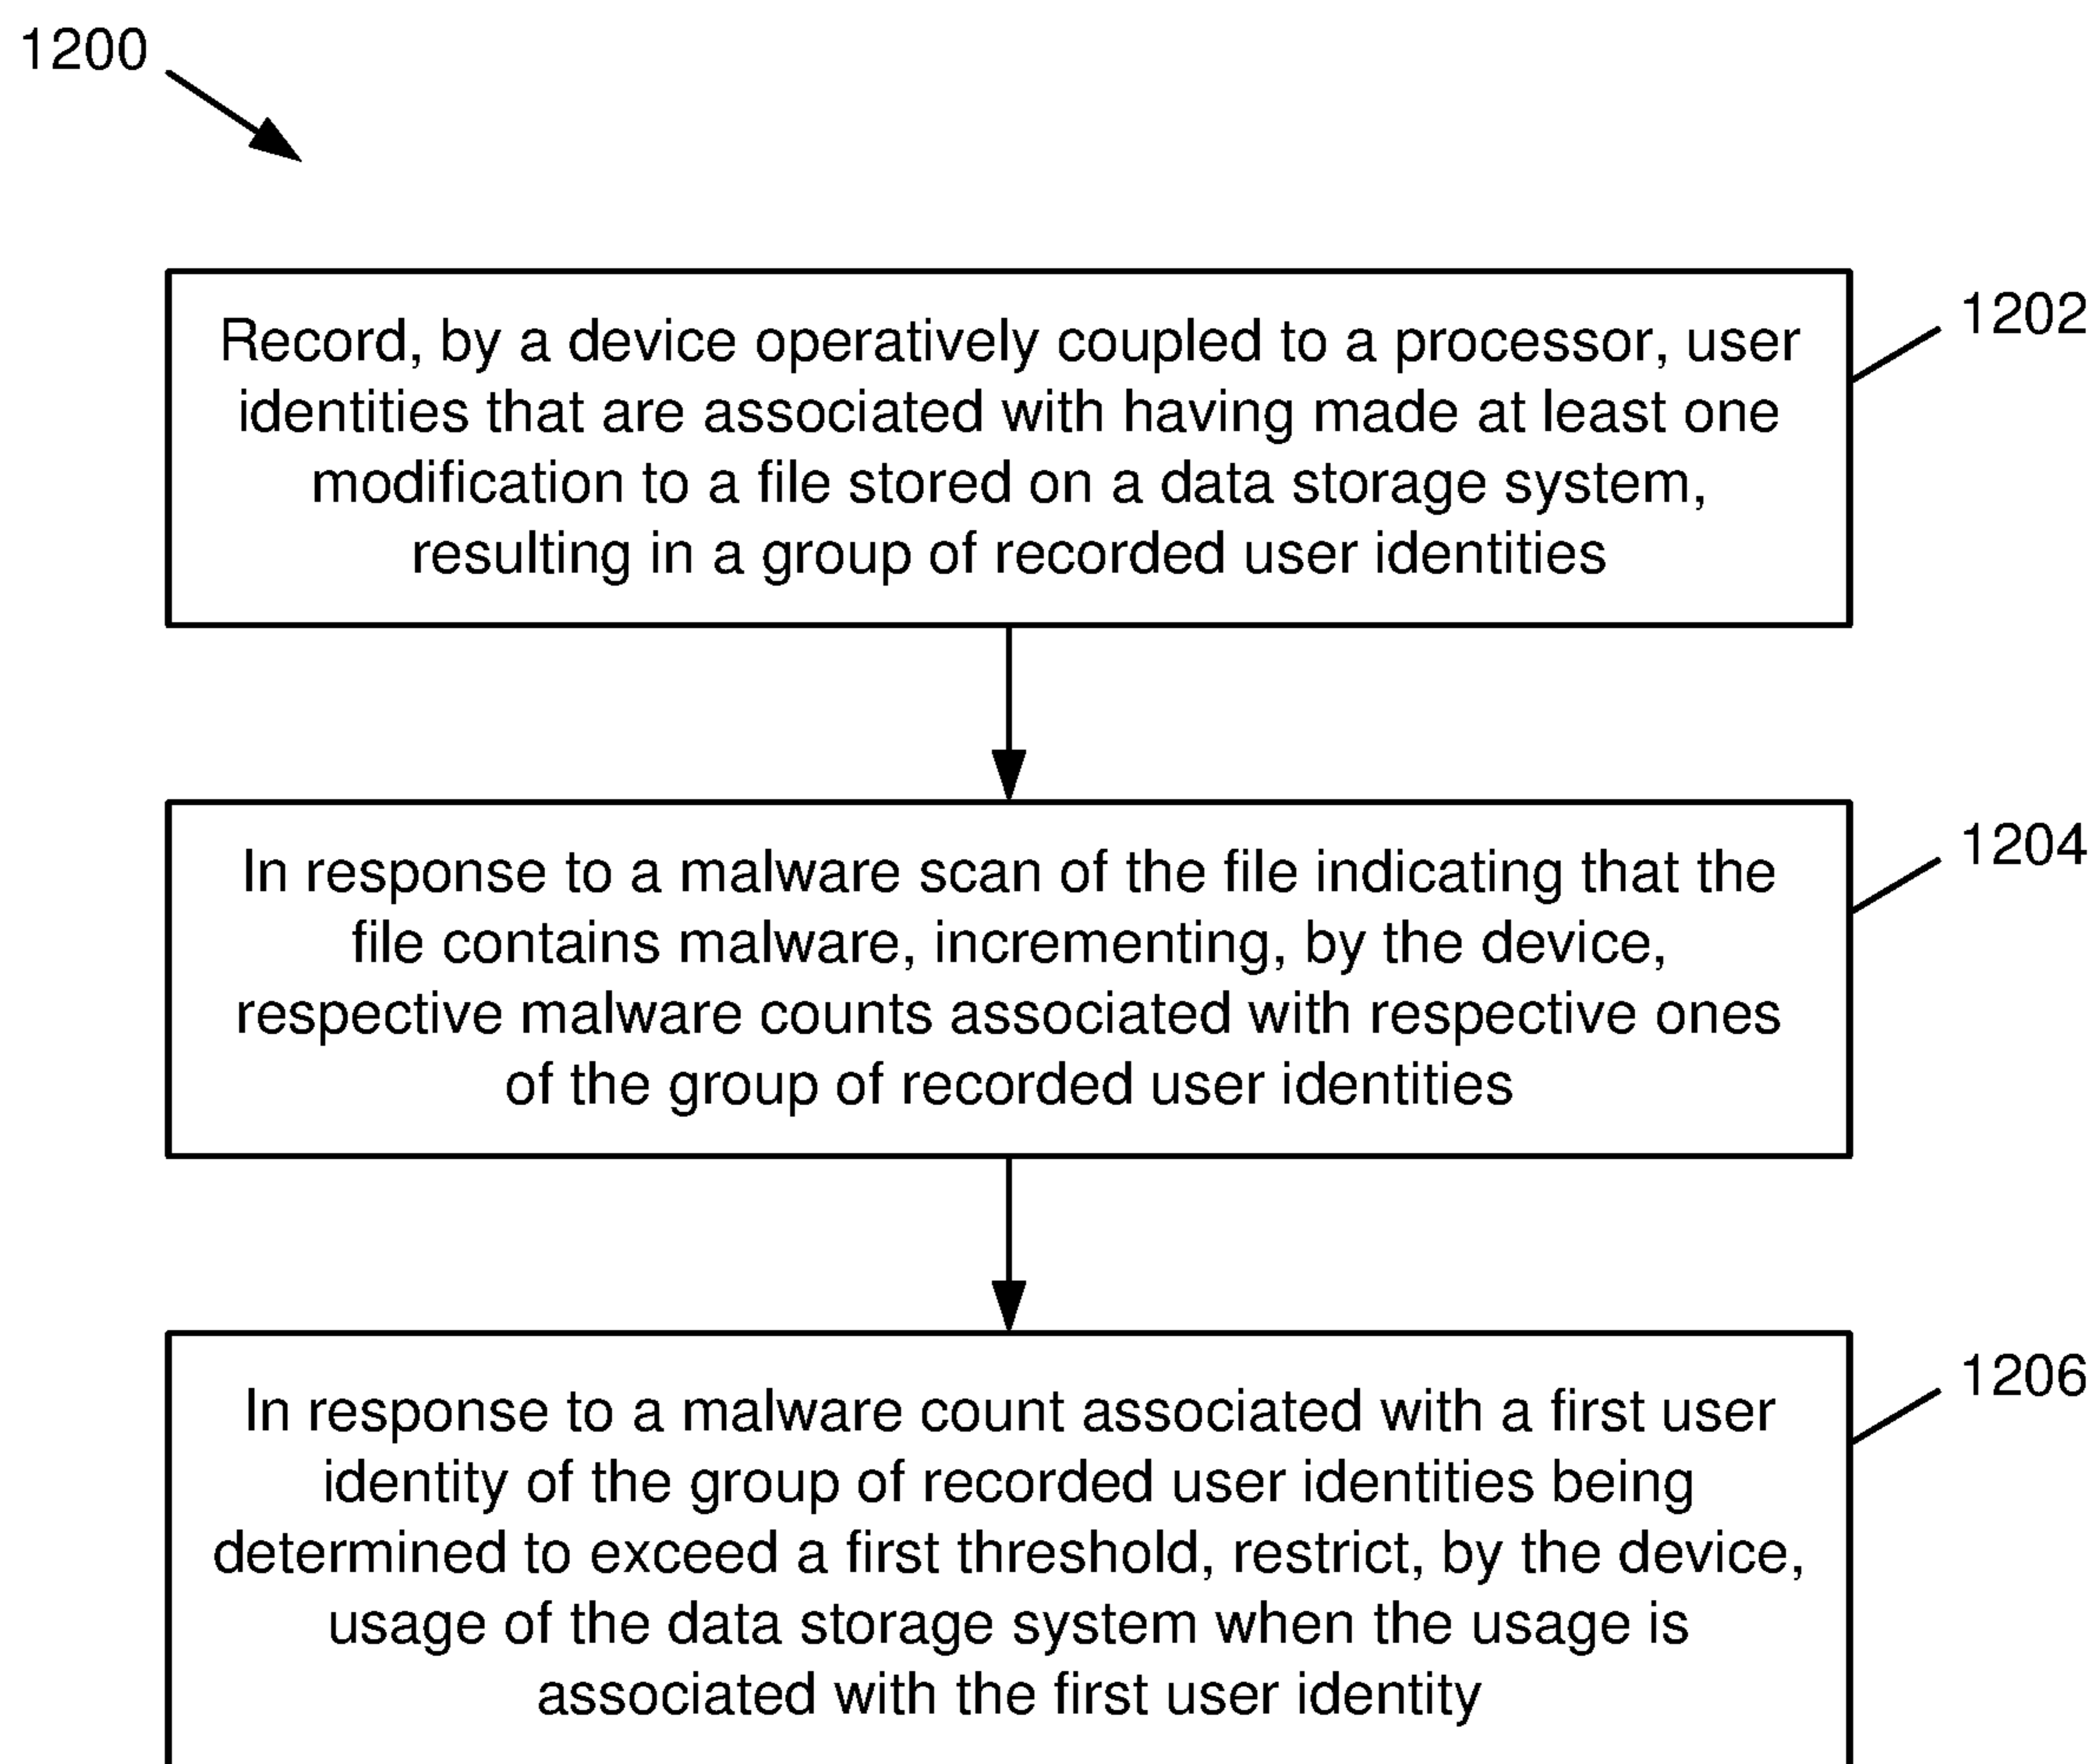 1200
Record, by a device operatively coupled to a processor, user
identities that are associated with having made at least one
modification to a file stored on a data storage system,
resulting in a group of recorded user identities
1202
In response to a malware scan of the file indicating that the
file contains malware, incrementing, by the device,
respective malware counts associated with respective ones
of the group of recorded user identities
1204
In response to a malware count associated with a first user
identity of the group of recorded user identities being
determined to exceed a first threshold, restrict, by the device,
usage of the data storage system when the usage is
associated with the first user identity
1206